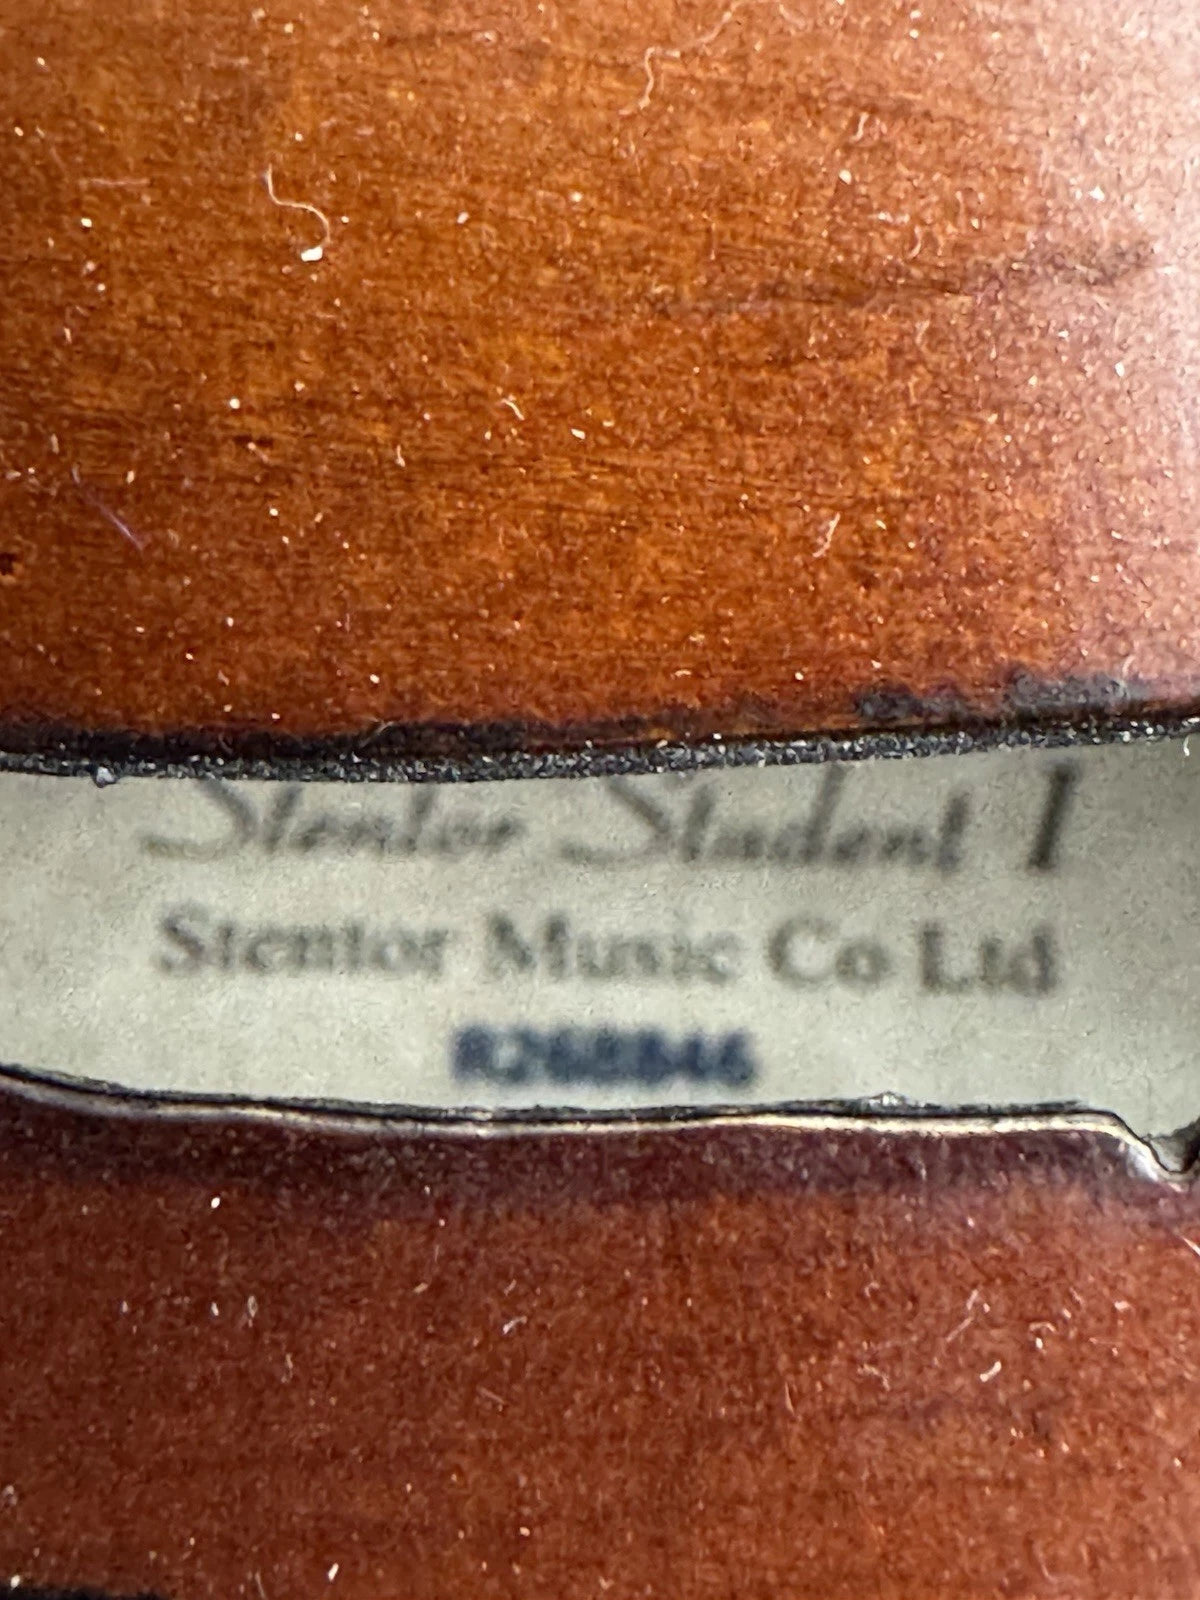 Stentor Student I
Stentor Music Co Ltd